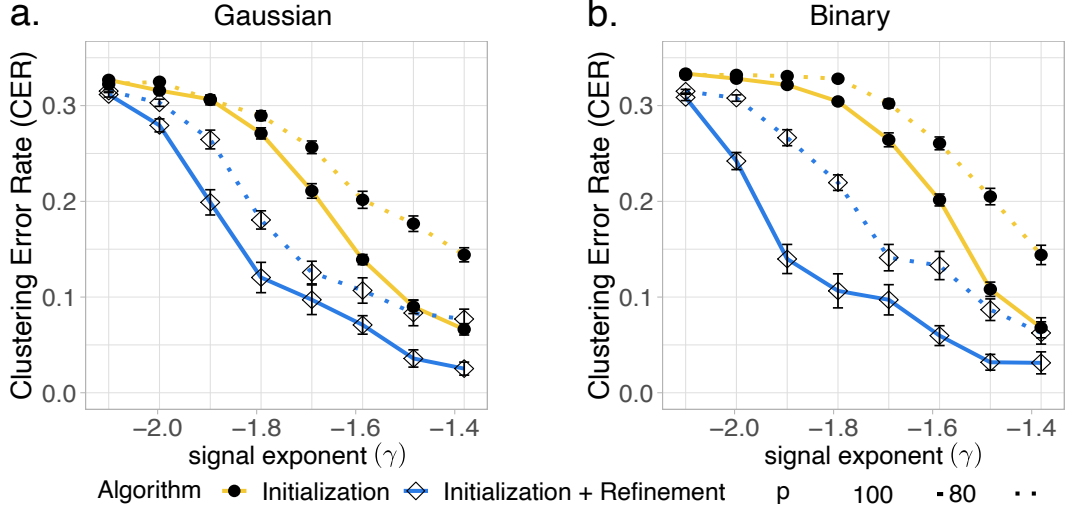 a. Gaussian
Clustering Error Rate (CER)
0.3
0.2
0.1
0.0
−2.0 −1.8 −1.6 −1.4
signal exponent (γ)
b. Binary
Clustering Error Rate (CER)
0.3
0.2
0.1
0.0
−2.0 −1.8 −1.6 −1.4
signal exponent (γ)
Algorithm Initialization Initialization + Refinement p 100 80